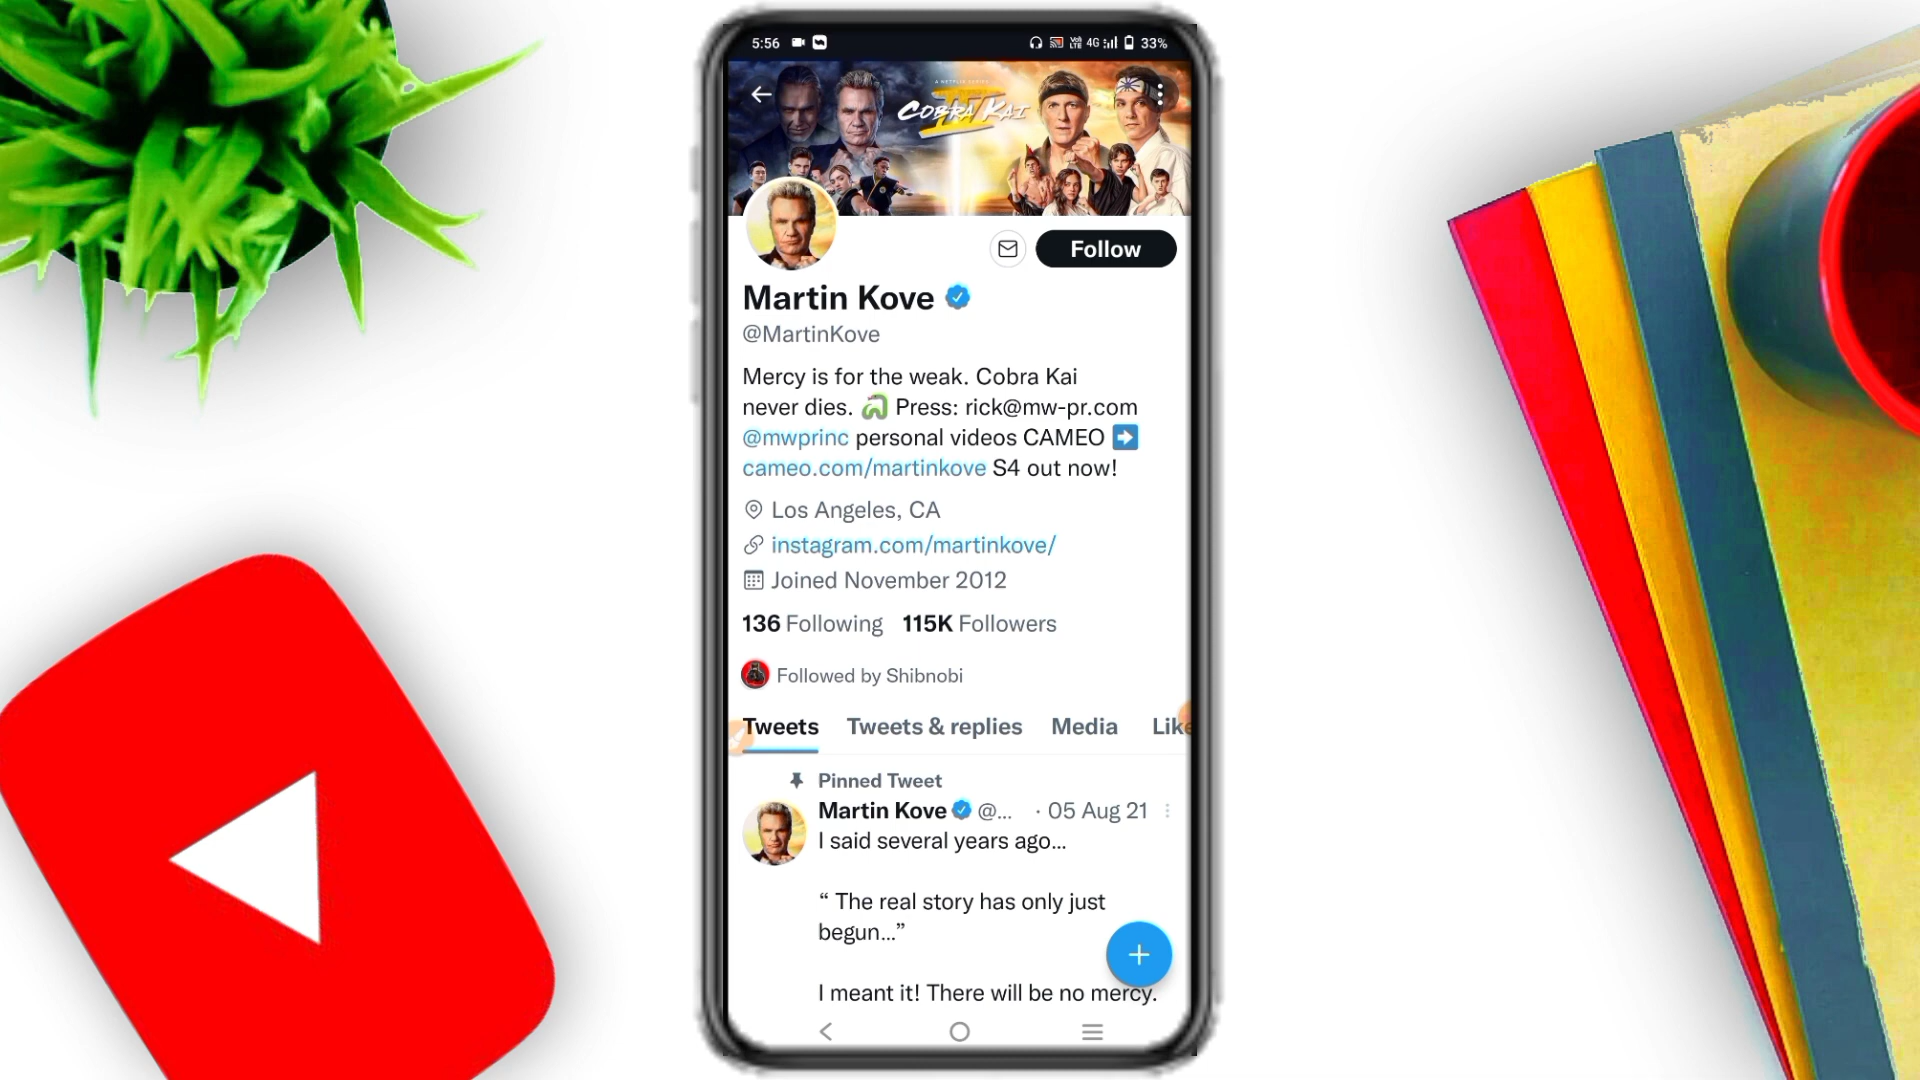 5:56
4G 33%
A NETFLIX SERIES
COBRA KAI
IV
Follow
Martin Kove
@MartinKove
Mercy is for the weak. Cobra Kai
never dies. Press: rick@mw-pr.com
@mwprinc personal videos CAMEO
cameo.com/martinkove S4 out now!
Los Angeles, CA
instagram.com/martinkove/
Joined November 2012
136 Following 115K Followers
Followed by Shibnobi
Tweets Tweets & replies Media Like
Pinned Tweet
Martin Kove @... · 05 Aug 21
I said several years ago...
“ The real story has only just
begun...”
I meant it! There will be no mercy.